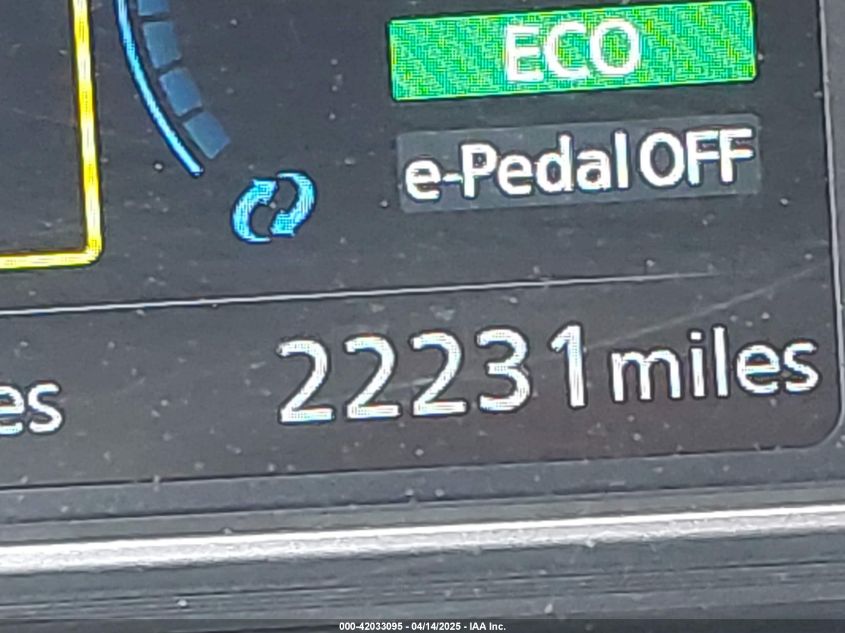 ECO
e-Pedal OFF
es 22231 miles
000-42033095 - 04/14/2025 - IAA Inc.